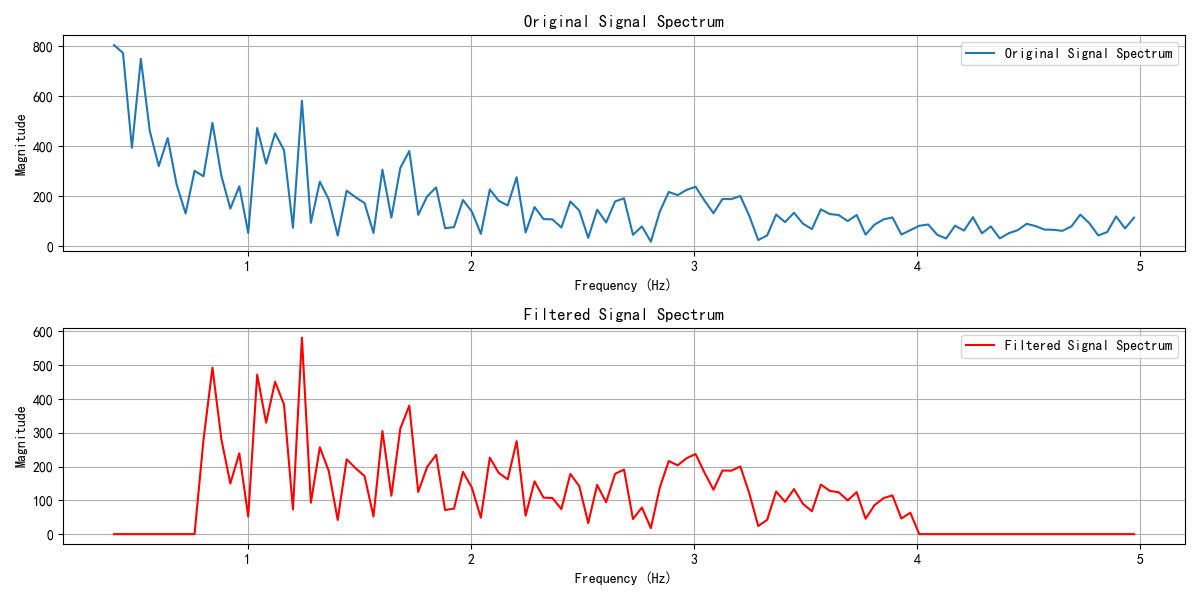 Original Signal Spectrum
Original Signal Spectrum
Magnitude
800
600
400
200
0
1 2 3 4 5
Frequency (Hz)
Filtered Signal Spectrum
Filtered Signal Spectrum
Magnitude
600
500
400
300
200
100
0
1 2 3 4 5
Frequency (Hz)